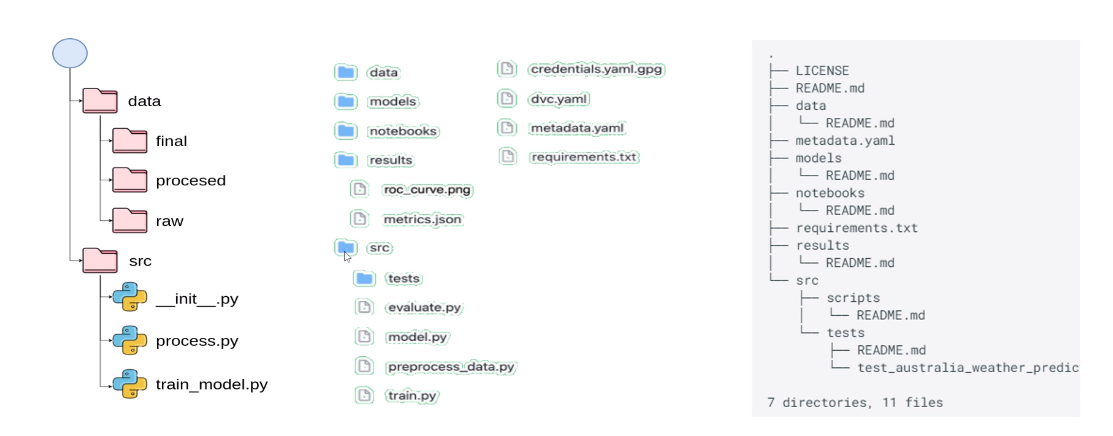 data
final
procesed
raw
src
__init__.py
process.py
train_model.py
data
models
notebooks
results
roc_curve.png
metrics.json
src
tests
evaluate.py
model.py
preprocess_data.py
train.py
credentials.yaml.gpg
dvc.yaml
metadata.yaml
requirements.txt
.
├── LICENSE
├── README.md
├── data
│   └── README.md
├── metadata.yaml
├── models
│   └── README.md
├── notebooks
│   └── README.md
├── requirements.txt
├── results
│   └── README.md
└── src
    ├── scripts
    │   └── README.md
    └── tests
        ├── README.md
        └── test_australia_weather_predic
7 directories, 11 files